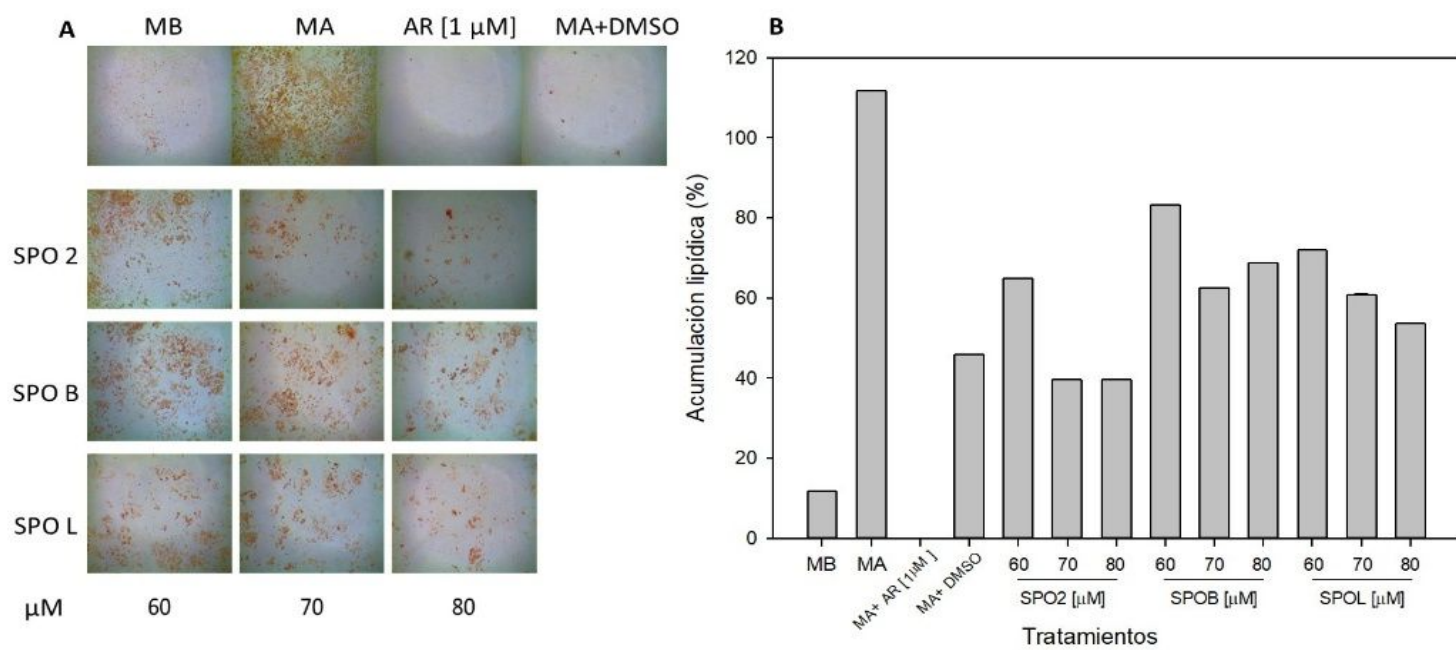 A
MB MA AR [1 µM] MA+DMSO
SPO 2
SPO B
SPO L
µM 60 70 80
B
120
100
80
60
40
20
0
Acumulación lipídica (%)
MB MA MA+ AR [1µM ] MA+ DMSO 60 70 80 60 70 80 60 70 80
SPO2 [µM] SPOB [µM] SPOL [µM]
Tratamientos